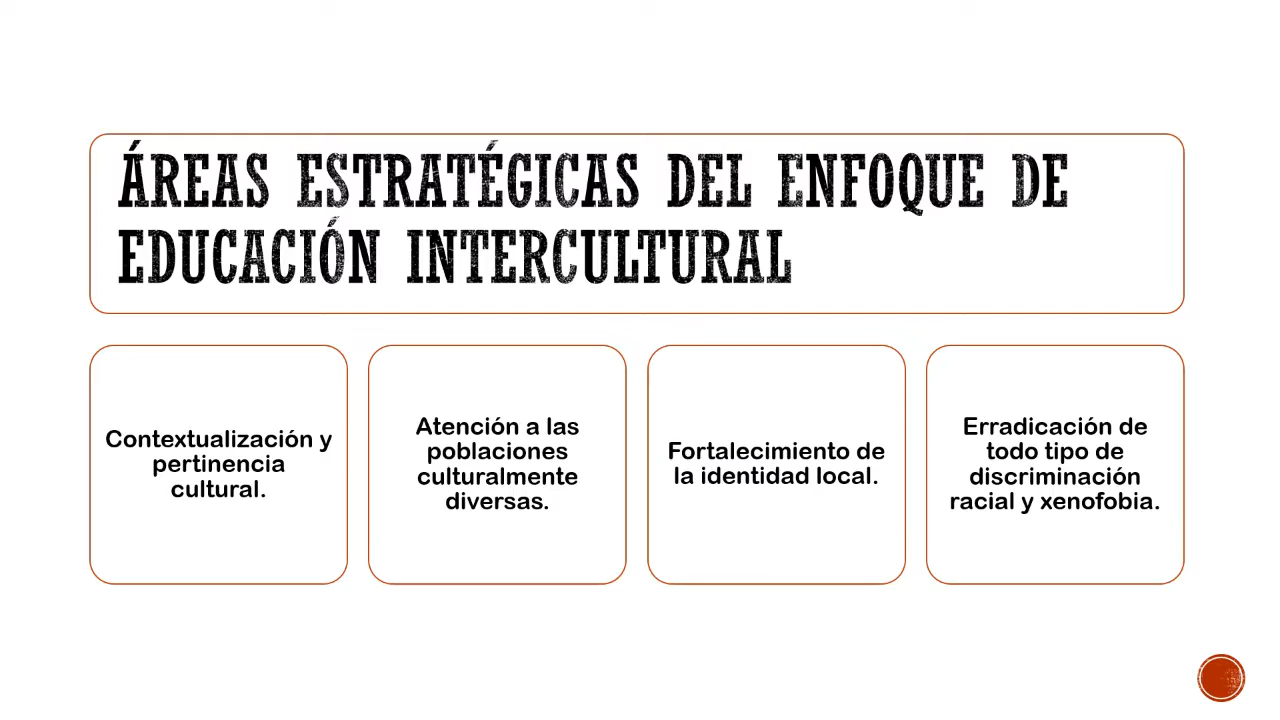 ÁREAS ESTRATÉGICAS DEL ENFOQUE DE
EDUCACIÓN INTERCULTURAL
Contextualización y
pertinencia
cultural.
Atención a las
poblaciones
culturalmente
diversas.
Fortalecimiento de
la identidad local.
Erradicación de
todo tipo de
discriminación
racial y xenofobia.